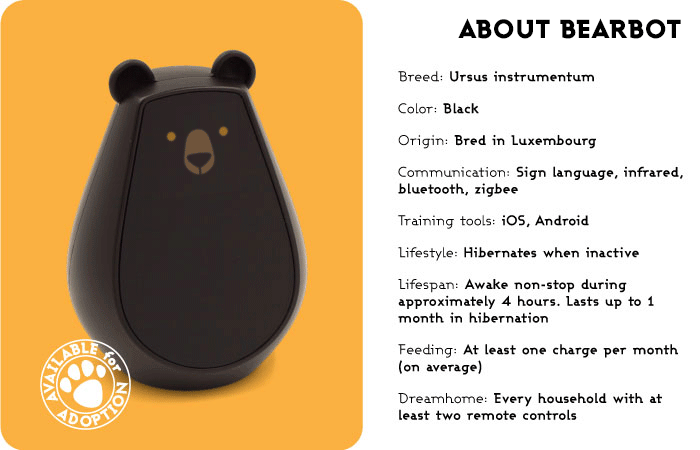 ABOUT BEARBOT
Breed: Ursus instrumentum
Color: Black
Origin: Bred in Luxembourg
Communication: Sign language, infrared,
bluetooth, zigbee
Training tools: iOS, Android
Lifestyle: Hibernates when inactive
Lifespan: Awake non-stop during
approximately 4 hours. Lasts up to 1
month in hibernation
Feeding: At least one charge per month
(on average)
Dreamhome: Every household with at
least two remote controls
AVAILABLE for
ADOPTION